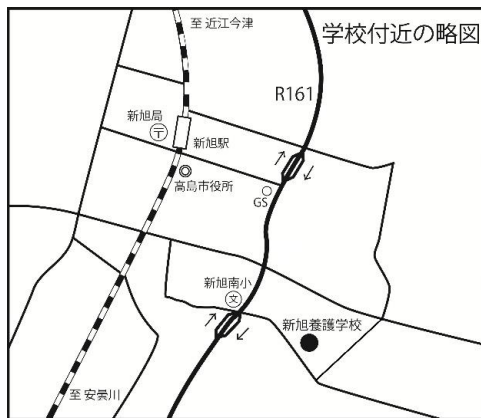 学校付近の略図
至 近江今津
R161
新旭局
〒
新旭駅
高島市役所
GS
新旭南小
文
新旭養護学校
至 安曇川